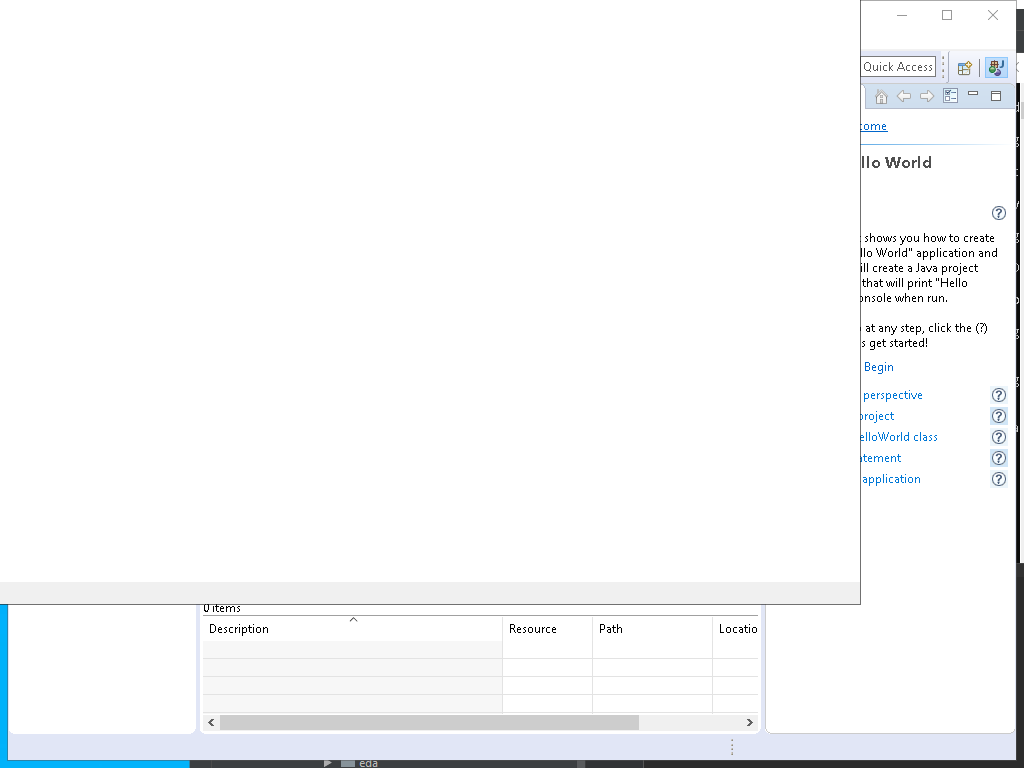 Quick Access
come
llo World
shows you how to create
llo World" application and
ill create a Java project
that will print "Hello
onsole when run.
at any step, click the (?)
s get started!
Begin
perspective
project
elloWorld class
atement
application
0 items
Description Resource Path Locatio
eda